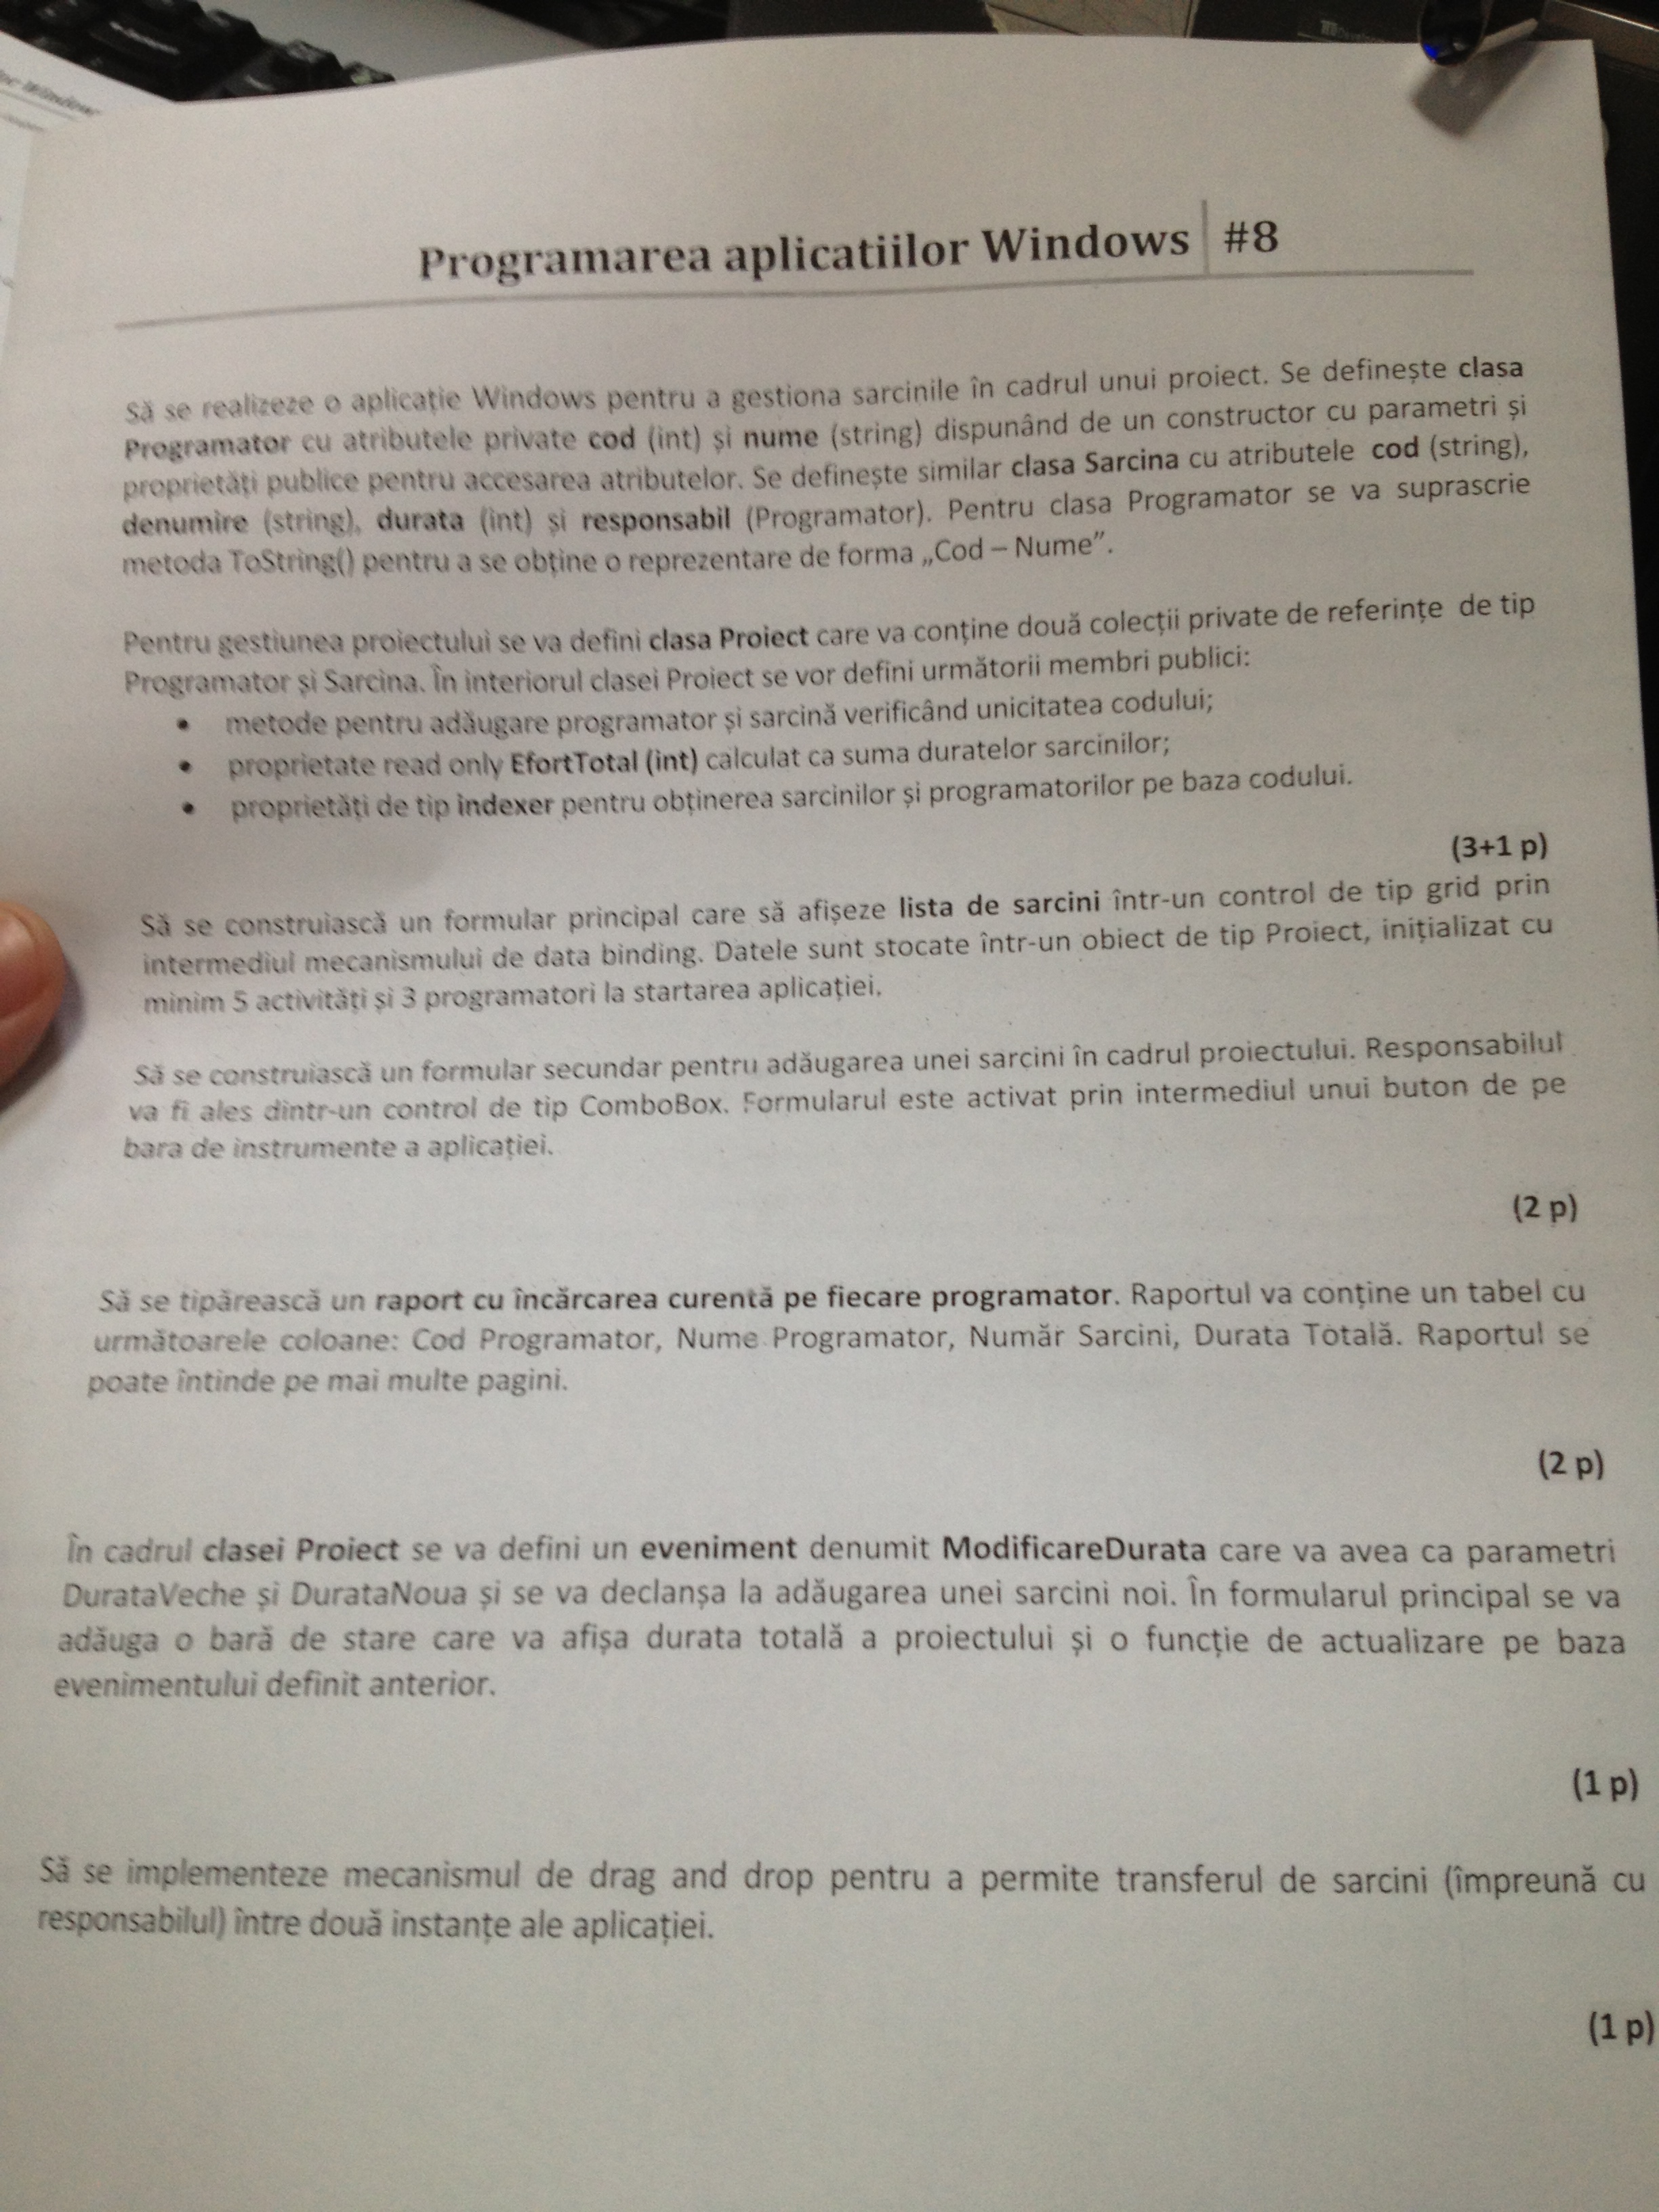 Programarea aplicatiilor Windows #8
Să se realizeze o aplicație Windows pentru a gestiona sarcinile în cadrul unui proiect. Se definește clasa
Programator cu atributele private cod (int) și nume (string) dispunând de un constructor cu parametri și
proprietăți publice pentru accesarea atributelor. Se definește similar clasa Sarcina cu atributele cod (string),
denumire (string), durata (int) și responsabil (Programator). Pentru clasa Programator se va suprascrie
metoda ToString() pentru a se obține o reprezentare de forma „Cod – Nume”.
Pentru gestiunea proiectului se va defini clasa Proiect care va conține două colecții private de referințe de tip
Programator și Sarcina. În interiorul clasei Proiect se vor defini următorii membri publici:
• metode pentru adăugare programator și sarcină verificând unicitatea codului;
• proprietate read only EfortTotal (int) calculat ca suma duratelor sarcinilor;
• proprietăți de tip indexer pentru obținerea sarcinilor și programatorilor pe baza codului.
(3+1 p)
Să se construiască un formular principal care să afișeze lista de sarcini într-un control de tip grid prin
intermediul mecanismului de data binding. Datele sunt stocate într-un obiect de tip Proiect, inițializat cu
minim 5 activități și 3 programatori la startarea aplicației.
Să se construiască un formular secundar pentru adăugarea unei sarcini în cadrul proiectului. Responsabilul
va fi ales dintr-un control de tip ComboBox. Formularul este activat prin intermediul unui buton de pe
bara de instrumente a aplicației.
(2 p)
Să se tipărească un raport cu încărcarea curentă pe fiecare programator. Raportul va conține un tabel cu
următoarele coloane: Cod Programator, Nume Programator, Număr Sarcini, Durata Totală. Raportul se
poate întinde pe mai multe pagini.
(2 p)
În cadrul clasei Proiect se va defini un eveniment denumit ModificareDurata care va avea ca parametri
DurataVeche și DurataNoua și se va declanșa la adăugarea unei sarcini noi. În formularul principal se va
adăuga o bară de stare care va afișa durata totală a proiectului și o funcție de actualizare pe baza
evenimentului definit anterior.
(1 p)
Să se implementeze mecanismul de drag and drop pentru a permite transferul de sarcini (împreună cu
responsabilul) între două instanțe ale aplicației.
(1 p)